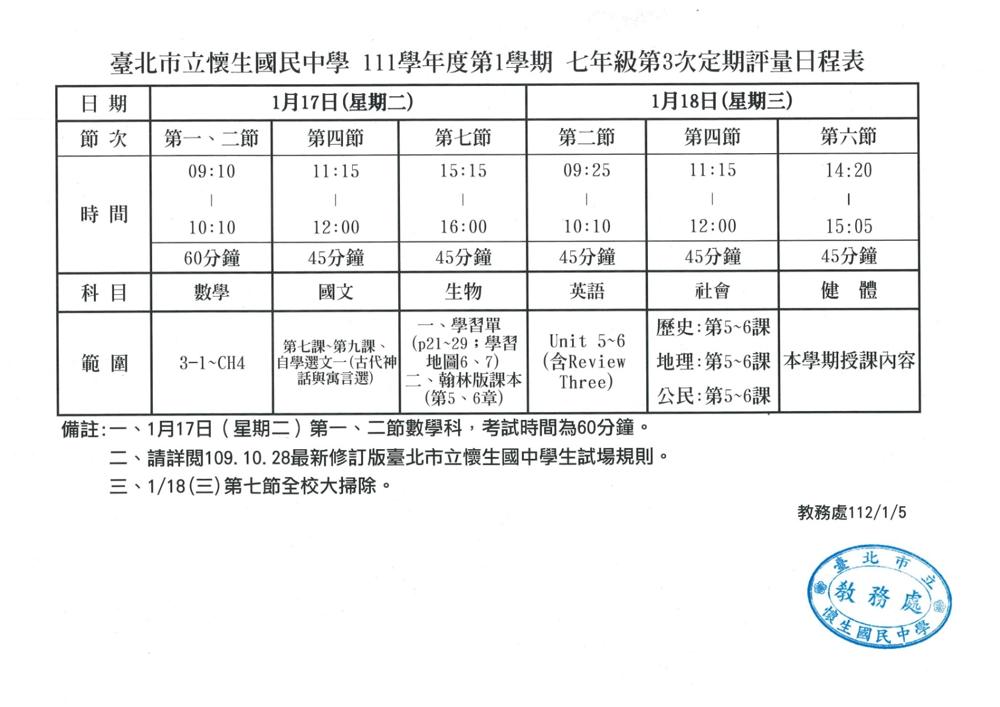 臺北市立懷生國民中學 111學年度第1學期 七年級第3次定期評量日程表
日 期 1月17日(星期二) 1月18日(星期三)
節 次 第一、二節 第四節 第七節 第二節 第四節 第六節
時 間
09:10 11:15 15:15 09:25 11:15 14:20
| | | | | |
10:10 12:00 16:00 10:10 12:00 15:05
60分鐘 45分鐘 45分鐘 45分鐘 45分鐘 45分鐘
科 目 數學 國文 生物 英語 社會 健 體
範 圍
3-1~CH4
第七課~第九課、
自學選文一(古代神
話與寓言選)
一、學習單
(p21~29；學習
地圖6、7)
二、翰林版課本
(第5、6章)
Unit 5~6
(含Review
Three)
歷史:第5~6課
地理:第5~6課
公民:第5~6課
本學期授課內容
備註:一、1月17日（星期二）第一、二節數學科，考試時間為60分鐘。
二、請詳閱109.10.28最新修訂版臺北市立懷生國中學生試場規則。
三、1/18(三)第七節全校大掃除。
教務處112/1/5
臺北市立
教務處
懷生國民中學